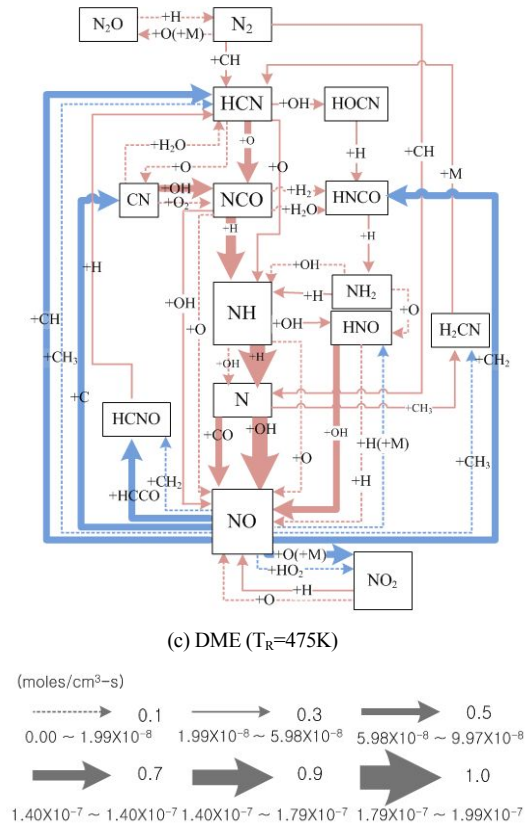 N₂O +H N₂
+O(+M)
+CH
HCN +OH HOCN
+H₂O +O
+O +O +H +CH +M
CN +OH NCO +H₂ HNCO
+O₂ +H₂O
+H +H
+OH NH₂
+H +OH NH +H +O
+OH HNO H₂CN
+CH +O +CH₂
+CH₃ +OH +H
+C N +CH₃
HCNO +CO +OH +OH +H(+M)
+CH₂ +O +H +CH₃
+HCCO NO
+O(+M)
+HO₂ NO₂
+H
+O
(c) DME (T_R=475K)
(moles/cm³-s)
0.1 0.3 0.5
0.00 ~ 1.99X10⁻⁸ 1.99X10⁻⁸ ~ 5.98X10⁻⁸ 5.98X10⁻⁸ ~ 9.97X10⁻⁸
0.7 0.9 1.0
1.40X10⁻⁷ ~ 1.40X10⁻⁷ 1.40X10⁻⁷ ~ 1.79X10⁻⁷ 1.79X10⁻⁷ ~ 1.99X10⁻⁷